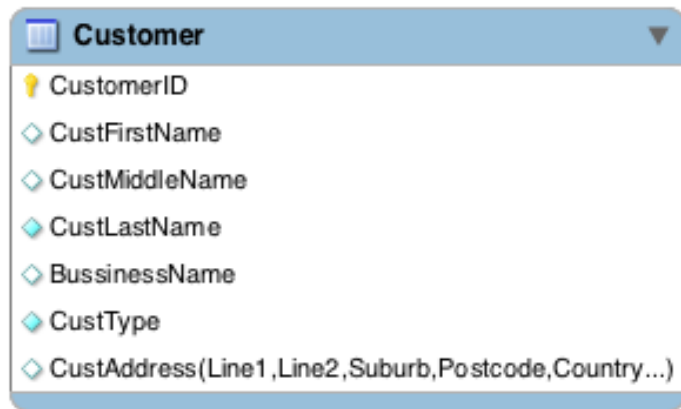 Customer
CustomerID
CustFirstName
CustMiddleName
CustLastName
BussinessName
CustType
CustAddress(Line1,Line2,Suburb,Postcode,Country...)